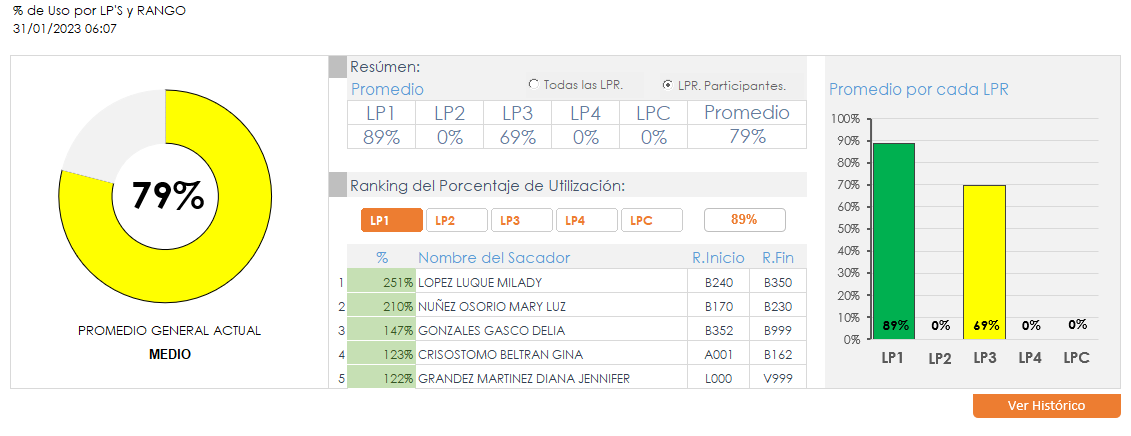 % de Uso por LP'S y RANGO
31/01/2023 06:07
79%
PROMEDIO GENERAL ACTUAL
MEDIO
Resúmen:
Promedio
Todas las LPR.
LPR. Participantes.
LP1 LP2 LP3 LP4 LPC Promedio
89% 0% 69% 0% 0% 79%
Ranking del Porcentaje de Utilización:
LP1 LP2 LP3 LP4 LPC 89%
% Nombre del Sacador R.Inicio R.Fin
1 251% LOPEZ LUQUE MILADY B240 B350
2 210% NUÑEZ OSORIO MARY LUZ B170 B230
3 147% GONZALES GASCO DELIA B352 B999
4 123% CRISOSTOMO BELTRAN GINA A001 B162
5 122% GRANDEZ MARTINEZ DIANA JENNIFER L000 V999
Promedio por cada LPR
100%
90%
80%
70%
60%
50%
40%
30%
20%
10%
0%
89% 0% 69% 0% 0%
LP1 LP2 LP3 LP4 LPC
Ver Histórico